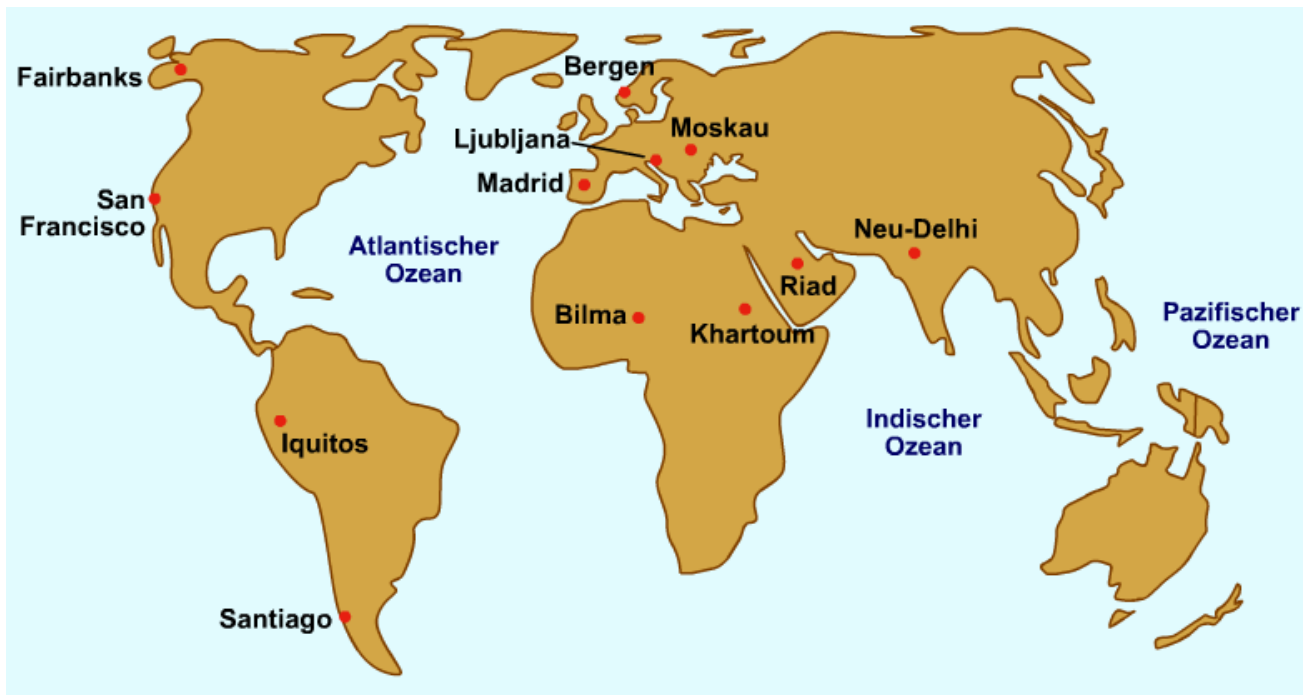 Bergen
Fairbanks
Moskau
Ljubljana
Madrid
San
Francisco
Neu-Delhi
Atlantischer
Ozean
Riad
Bilma
Khartoum
Pazifischer
Ozean
Indischer
Ozean
Iquitos
Santiago